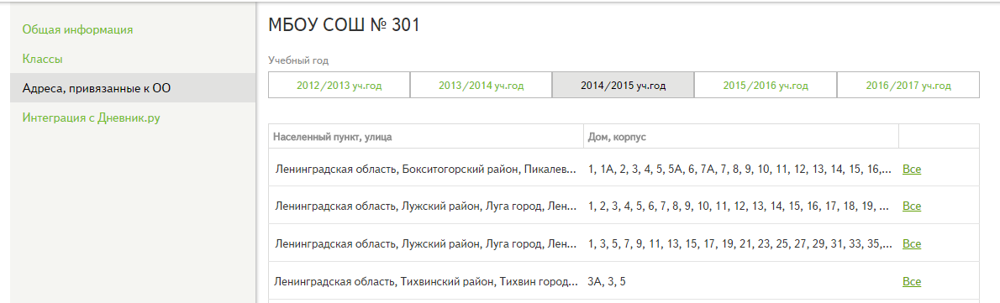 Общая информация
Классы
Адреса, привязанные к ОО
Интеграция с Дневник.ру
МБОУ СОШ № 301
Учебный год
2012/2013 уч.год 2013/2014 уч.год 2014/2015 уч.год 2015/2016 уч.год 2016/2017 уч.год
Населенный пункт, улица Дом, корпус
Ленинградская область, Бокситогорский район, Пикалев... 1, 1А, 2, 3, 4, 5, 5А, 6, 7А, 7, 8, 9, 10, 11, 12, 13, 14, 15, 16,... Все
Ленинградская область, Лужский район, Луга город, Лен... 1, 2, 3, 4, 5, 6, 7, 8, 9, 10, 11, 12, 13, 14, 15, 16, 17, 18, 19, ... Все
Ленинградская область, Лужский район, Луга город, Лен... 1, 3, 5, 7, 9, 11, 13, 15, 17, 19, 21, 23, 25, 27, 29, 31, 33, 35,... Все
Ленинградская область, Тихвинский район, Тихвин город... 3А, 3, 5 Все